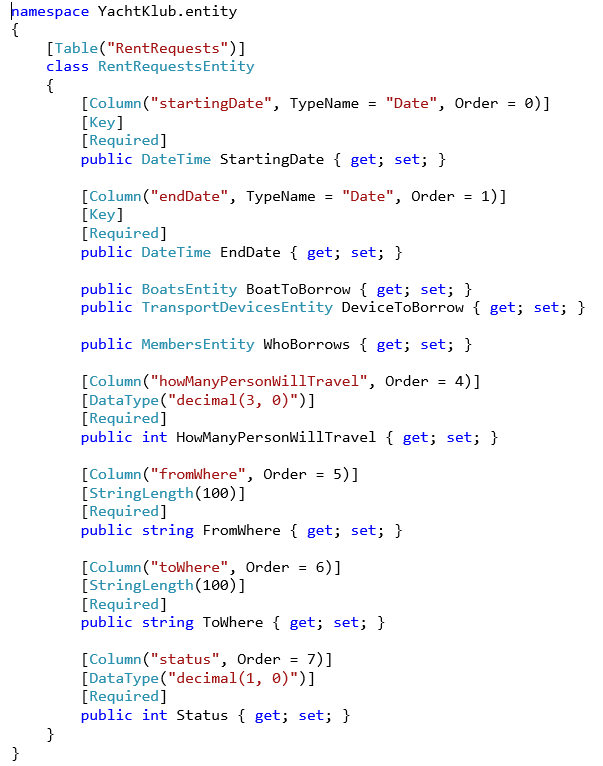 namespace YachtKlub.entity
{
    [Table("RentRequests")]
    class RentRequestsEntity
    {
        [Column("startingDate", TypeName = "Date", Order = 0)]
        [Key]
        [Required]
        public DateTime StartingDate { get; set; }

        [Column("endDate", TypeName = "Date", Order = 1)]
        [Key]
        [Required]
        public DateTime EndDate { get; set; }

        public BoatsEntity BoatToBorrow { get; set; }
        public TransportDevicesEntity DeviceToBorrow { get; set; }

        public MembersEntity WhoBorrows { get; set; }

        [Column("howManyPersonWillTravel", Order = 4)]
        [DataType("decimal(3, 0)")]
        [Required]
        public int HowManyPersonWillTravel { get; set; }

        [Column("fromWhere", Order = 5)]
        [StringLength(100)]
        [Required]
        public string FromWhere { get; set; }

        [Column("toWhere", Order = 6)]
        [StringLength(100)]
        [Required]
        public string ToWhere { get; set; }

        [Column("status", Order = 7)]
        [DataType("decimal(1, 0)")]
        [Required]
        public int Status { get; set; }
    }
}